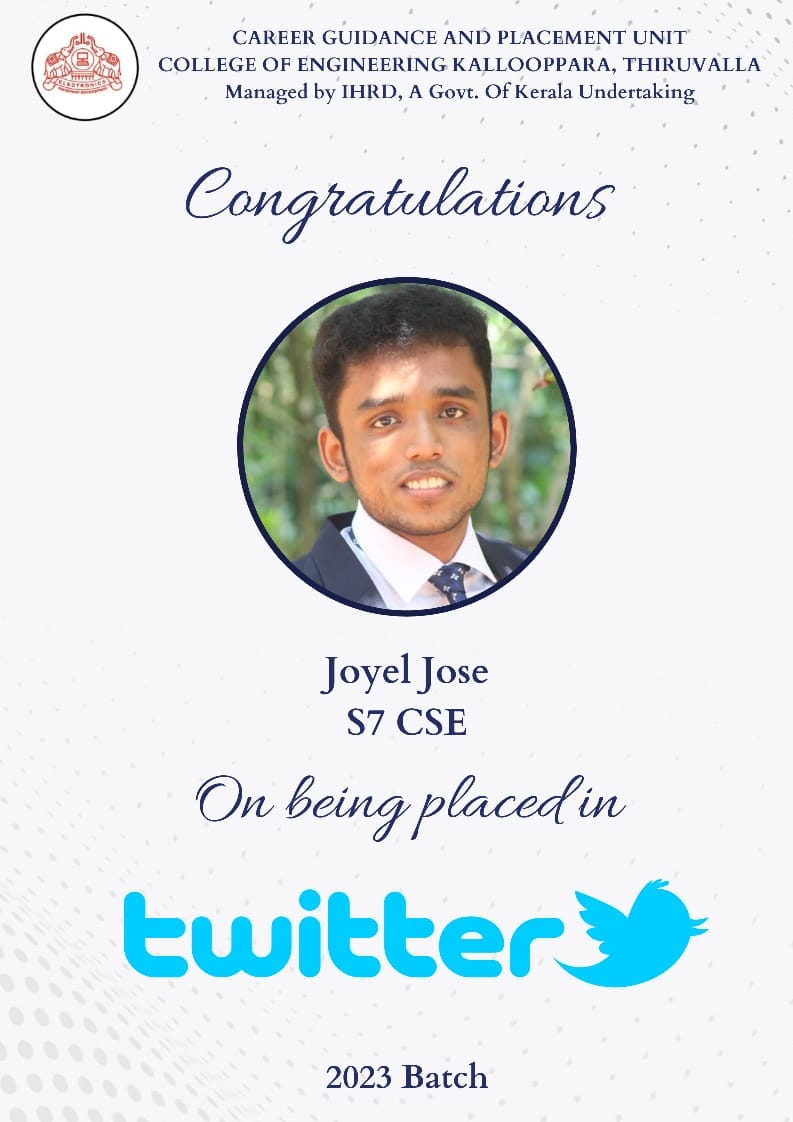 CAREER GUIDANCE AND PLACEMENT UNIT
COLLEGE OF ENGINEERING KALLOOPPARA, THIRUVALLA
Managed by IHRD, A Govt. Of Kerala Undertaking
ELECTRONICS
Congratulations
Joyel Jose
S7 CSE
On being placed in
twitter
2023 Batch